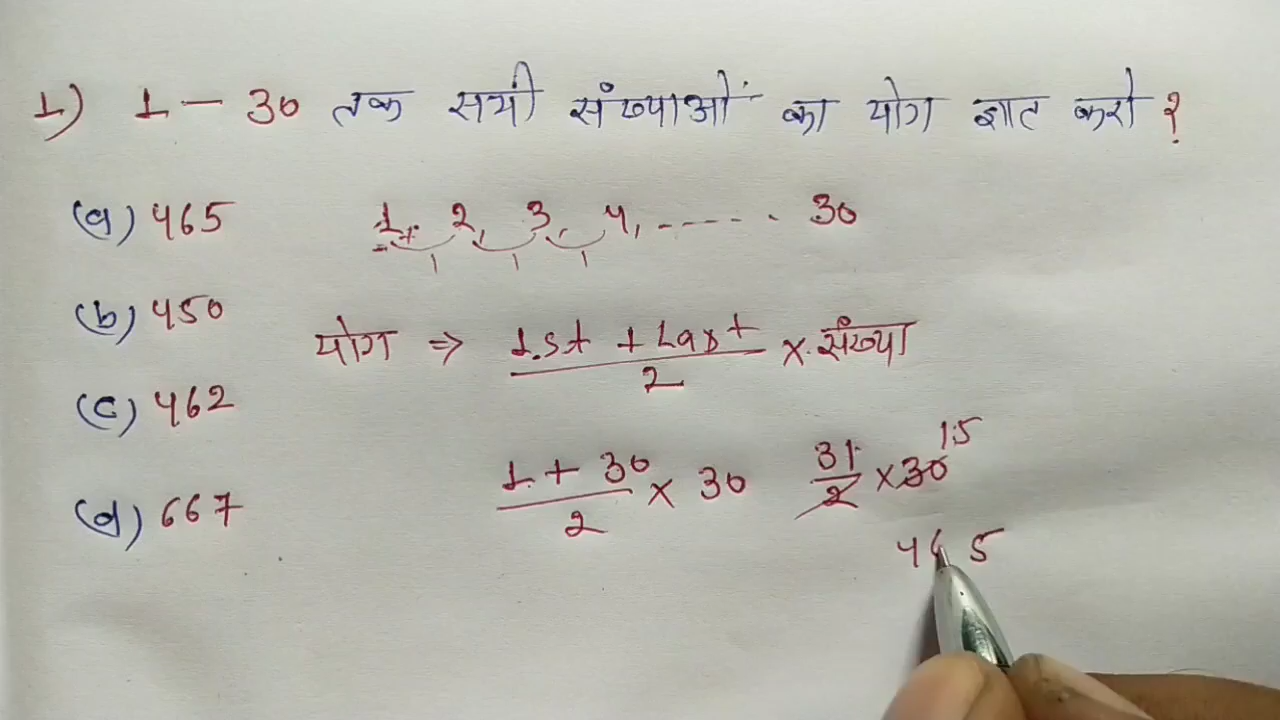 1) 1 — 30 तक सभी संख्याओं का योग ज्ञात करो ?
(a) 465
1, 2, 3, 4, ----- 30
1 1 1
(b) 450
योग ⇒ 1st + Last / 2 × संख्या
(c) 462
1 + 30 / 2 × 30
31 / 2 × 30 15
(d) 667
465